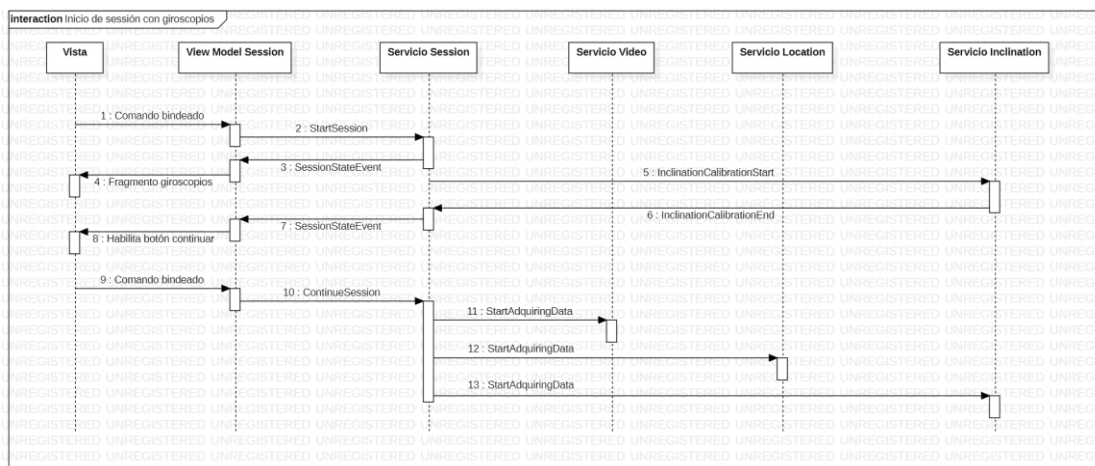 interaction Inicio de sesión con giroscopios
Vista
View Model Session
Servicio Session
Servicio Video
Servicio Location
Servicio Inclination
1 : Comando bindeado
2 : StartSession
3 : SessionStateEvent
4 : Fragmento giroscopios
5 : InclinationCalibrationStart
6 : InclinationCalibrationEnd
7 : SessionStateEvent
8 : Habilita botón continuar
9 : Comando bindeado
10 : ContinueSession
11 : StartAdquiringData
12 : StartAdquiringData
13 : StartAdquiringData